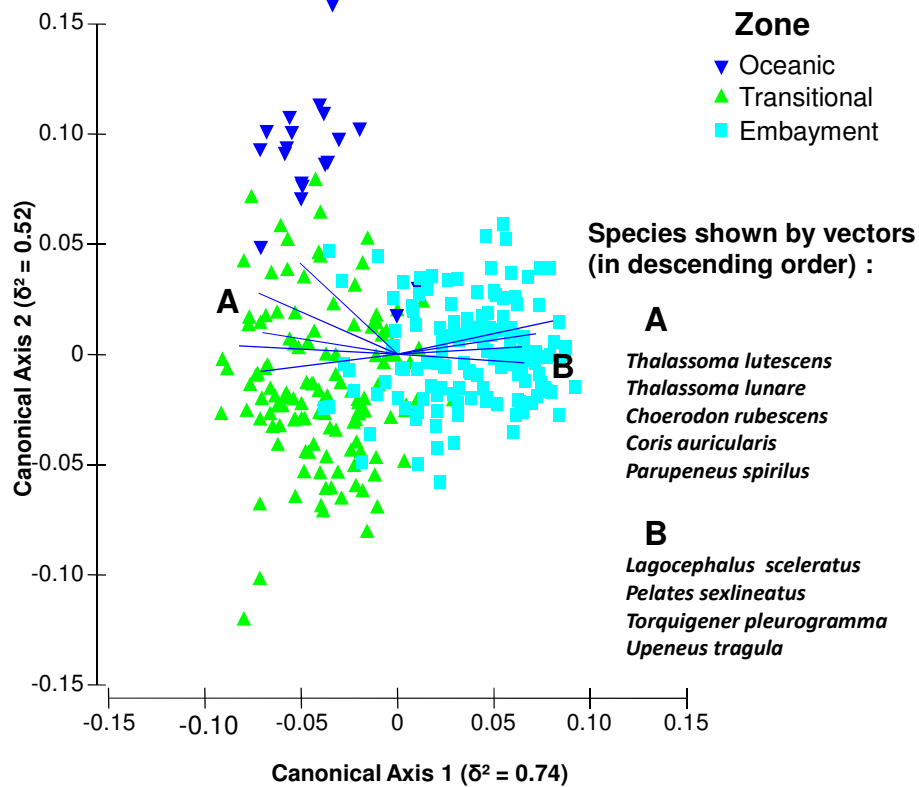 Zone
Oceanic
Transitional
Embayment
Species shown by vectors
(in descending order) :
A
Thalassoma lutescens
Thalassoma lunare
Choerodon rubescens
Coris auricularis
Parupeneus spirilus
B
Lagocephalus sceleratus
Pelates sexlineatus
Torquigener pleurogramma
Upeneus tragula
A
B
Canonical Axis 2 (δ² = 0.52)
0.15
0.10
0.05
0
-0.05
-0.10
-0.15
-0.15
-0.10
-0.05
0
0.05
0.10
0.15
Canonical Axis 1 (δ² = 0.74)